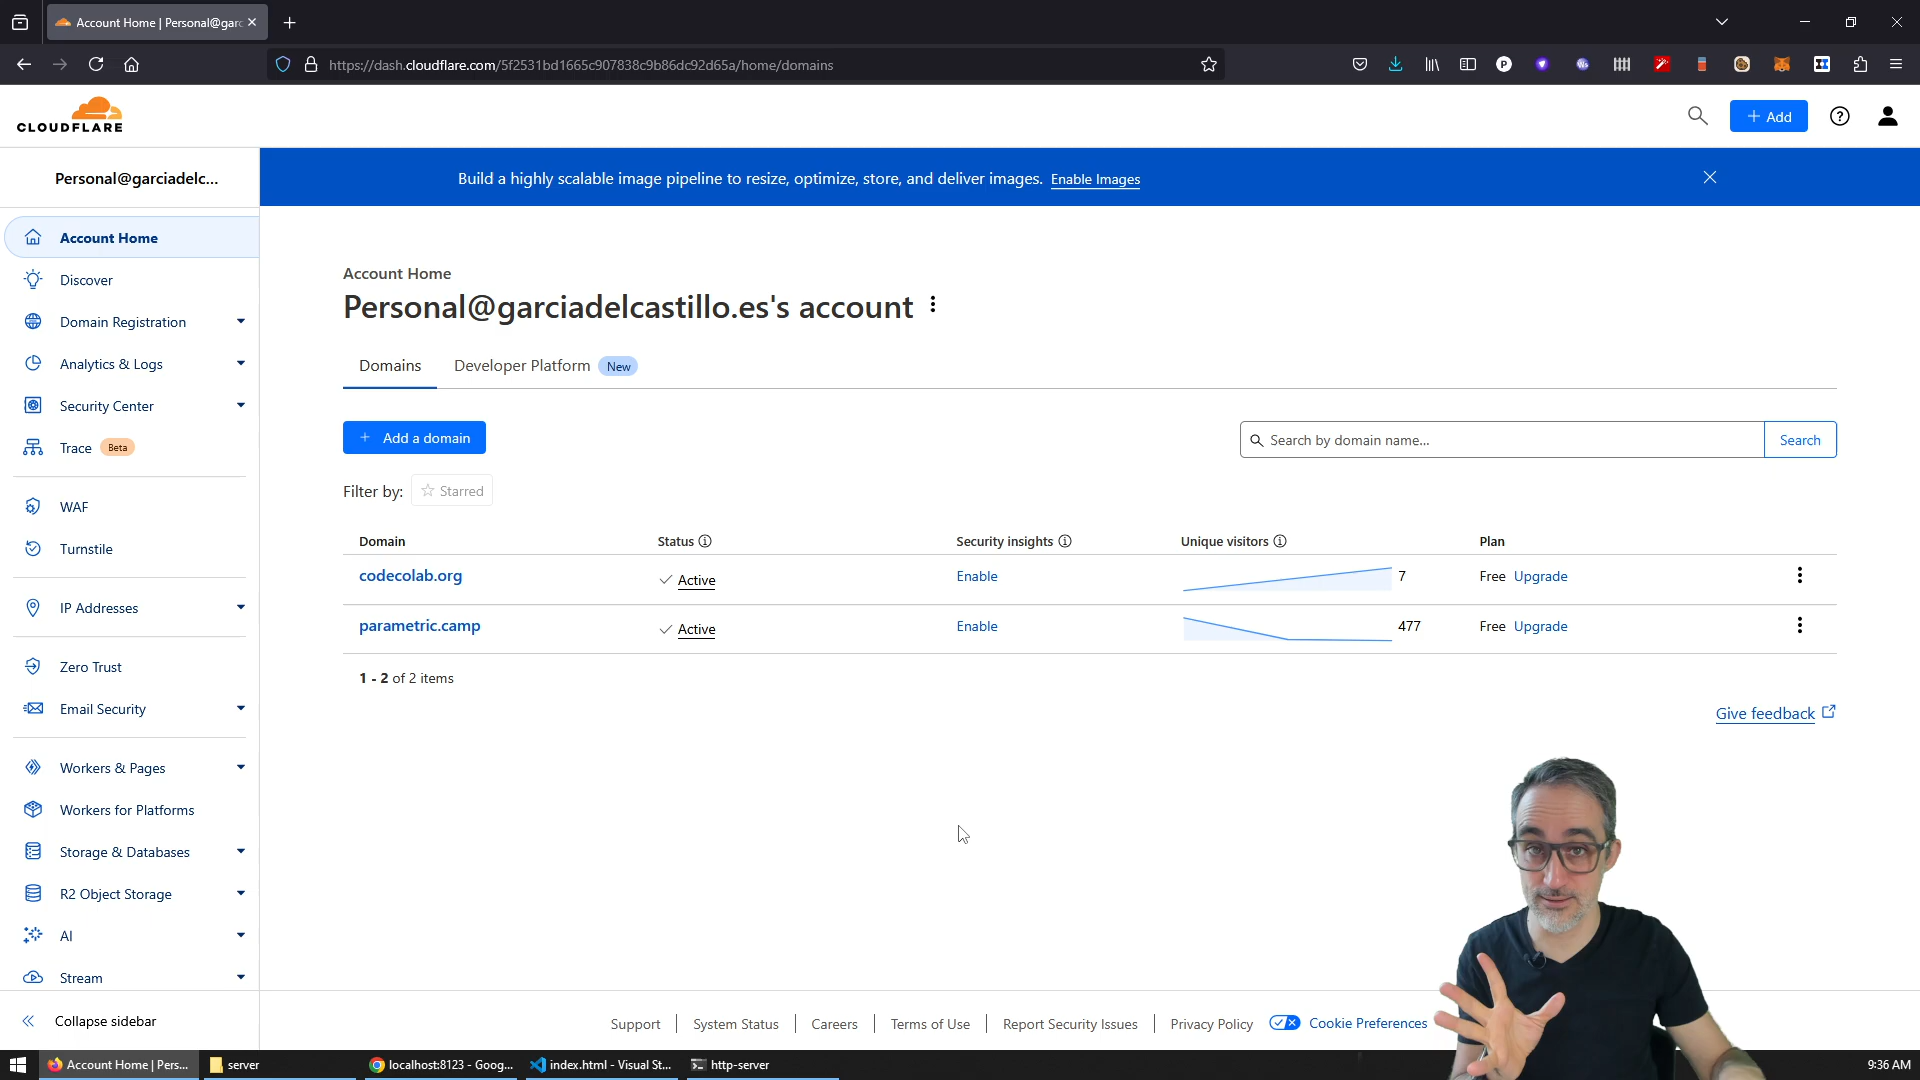 Account Home | Personal@garc
https://dash.cloudflare.com/5f2531bd1665c907838c9b86dc92d65a/home/domains
CLOUDFLARE
Add
Personal@garciadelc...
Build a highly scalable image pipeline to resize, optimize, store, and deliver images. Enable Images
Account Home
Discover
Domain Registration
Analytics & Logs
Security Center
Trace Beta
WAF
Turnstile
IP Addresses
Zero Trust
Email Security
Workers & Pages
Workers for Platforms
Storage & Databases
R2 Object Storage
AI
Stream
Collapse sidebar
Account Home
Personal@garciadelcastillo.es's account
Domains
Developer Platform New
Add a domain
Search by domain name...
Search
Filter by: Starred
Domain Status Security insights Unique visitors Plan
codecolab.org Active Enable 7 Free Upgrade
parametric.camp Active Enable 477 Free Upgrade
1 - 2 of 2 items
Give feedback
Support System Status Careers Terms of Use Report Security Issues Privacy Policy Cookie Preferences
Account Home | Pers...
server
localhost:8123 - Goog...
index.html - Visual St...
http-server
9:36 AM